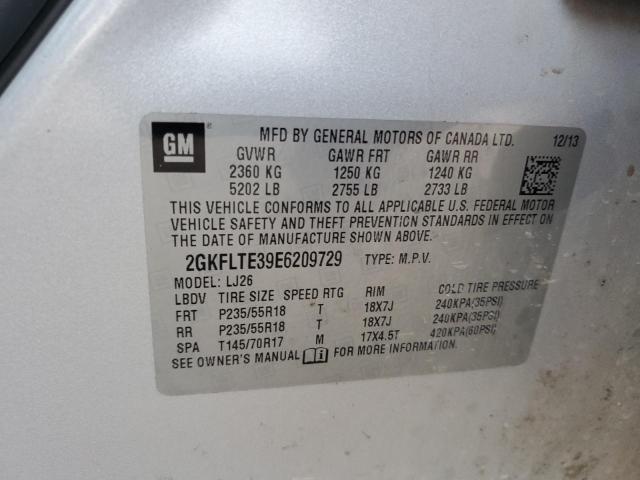 GM
MFD BY GENERAL MOTORS OF CANADA LTD. 12/13
GVWR GAWR FRT GAWR RR
2360 KG 1250 KG 1240 KG
5202 LB 2755 LB 2733 LB
THIS VEHICLE CONFORMS TO ALL APPLICABLE U.S. FEDERAL MOTOR
VEHICLE SAFETY AND THEFT PREVENTION STANDARDS IN EFFECT ON
THE DATE OF MANUFACTURE SHOWN ABOVE.
2GKFLTE39E6209729 TYPE: M.P.V.
MODEL: LJ26
LBDV TIRE SIZE SPEED RTG RIM COLD TIRE PRESSURE
FRT P235/55R18 T 18X7J 240KPA(35PSI)
RR P235/55R18 T 18X7J 240KPA(35PSI)
SPA T145/70R17 M 17X4.5T 420KPA(60PSI)
SEE OWNER'S MANUAL FOR MORE INFORMATION.